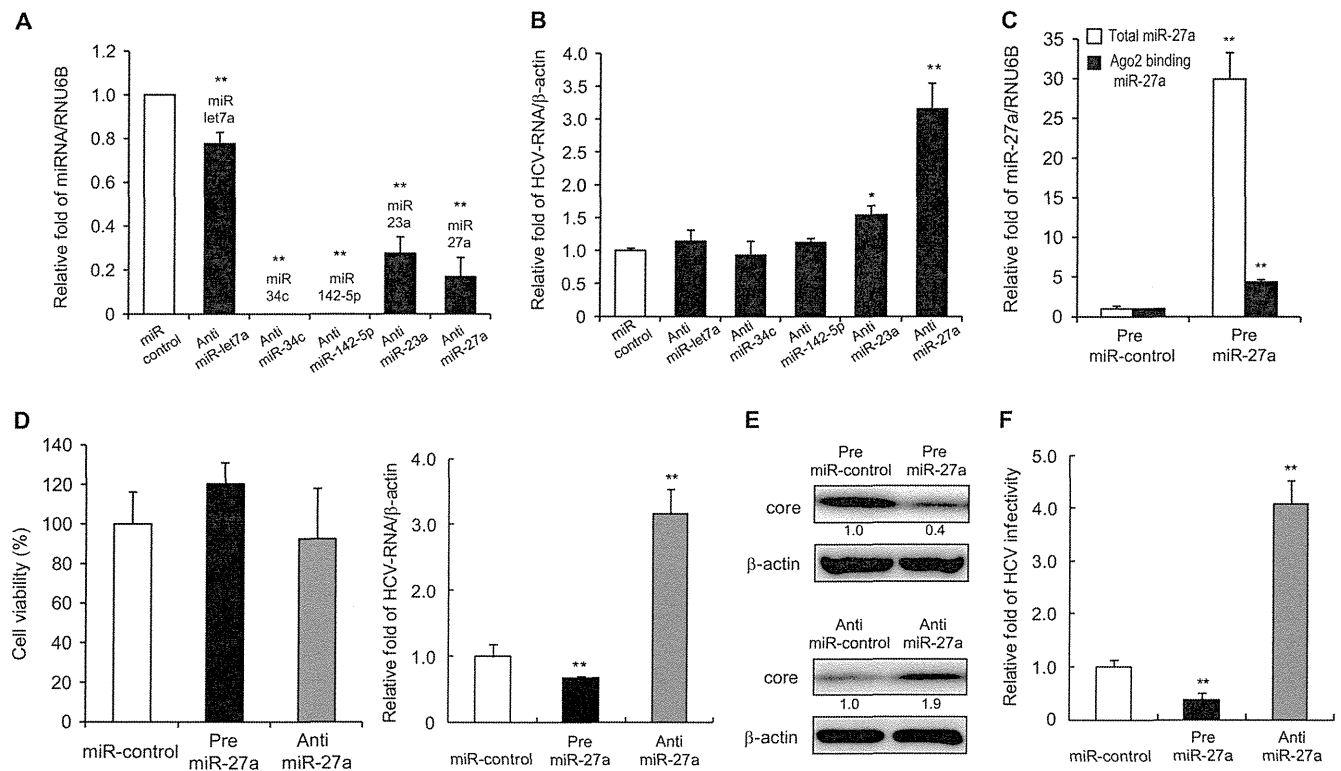 A
Relative fold of miRNA/RNU6B
1.2
1.0
0.8
0.6
0.4
0.2
0
**
miR
let7a
**
miR
34c
**
miR
142-5p
**
miR
23a
**
miR
27a
miR
control
Anti
miR-let7a
Anti
miR-34c
Anti
miR-142-5p
Anti
miR-23a
Anti
miR-27a
B
Relative fold of HCV-RNA/β-actin
4.0
3.5
3.0
2.5
2.0
1.5
1.0
0.5
0.0
*
**
miR
control
Anti
miR-let7a
Anti
miR-34c
Anti
miR-142-5p
Anti
miR-23a
Anti
miR-27a
C
Relative fold of miR-27a/RNU6B
35
30
25
20
15
10
5
0
Total miR-27a
Ago2 binding
miR-27a
**
**
Pre
miR-control
Pre
miR-27a
D
Cell viability (%)
140
120
100
80
60
40
20
0
miR-control
Pre
miR-27a
Anti
miR-27a
Relative fold of HCV-RNA/β-actin
4.0
3.0
2.0
1.0
0
**
**
miR-control
Pre
miR-27a
Anti
miR-27a
E
Pre
miR-control
Pre
miR-27a
core
1.0
0.4
β-actin
Anti
miR-control
Anti
miR-27a
core
1.0
1.9
β-actin
F
Relative fold of HCV infectivity
5.0
4.0
3.0
2.0
1.0
0
**
**
miR-control
Pre
miR-27a
Anti
miR-27a